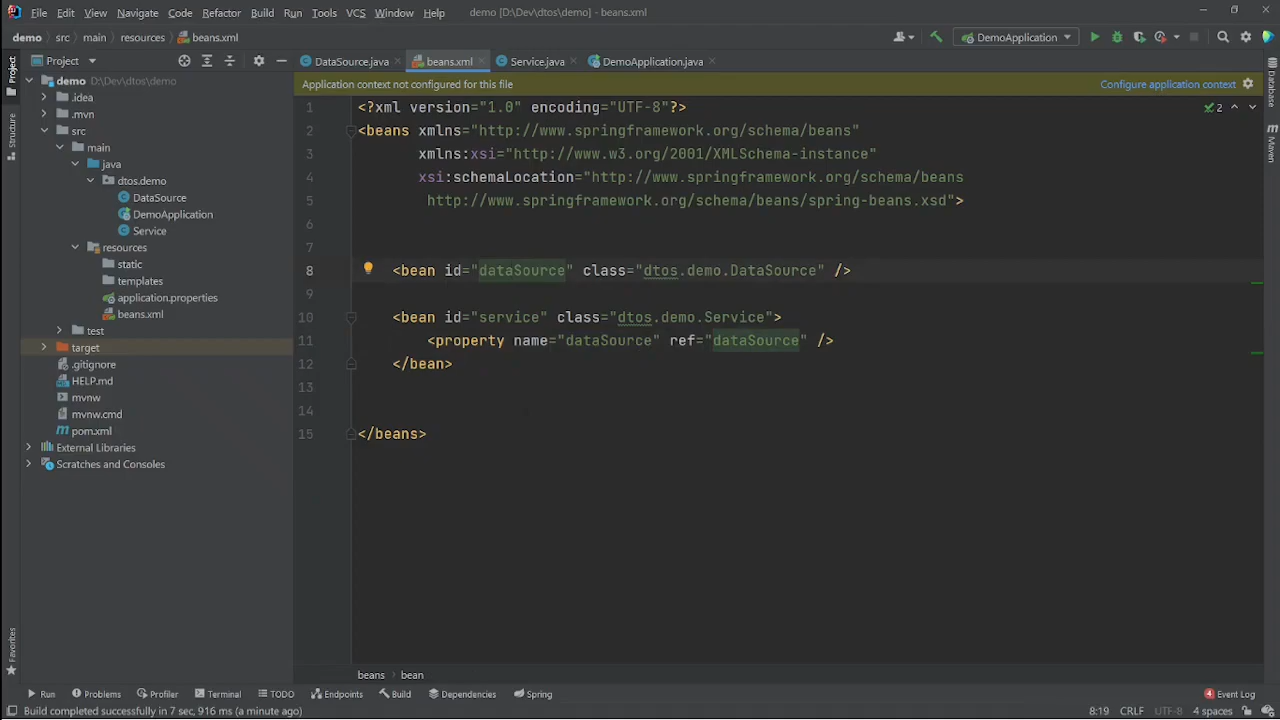 File Edit View Navigate Code Refactor Build Run Tools VCS Window Help demo [D:\Dev\dtos\demo] - beans.xml
demo src main resources beans.xml DemoApplication
Project Project DataSource.java beans.xml Service.java DemoApplication.java Database
demo D:\Dev\dtos\demo
.idea
.mvn
src
main
java
dtos.demo
DataSource
DemoApplication
Service
resources
static
templates
application.properties
beans.xml
test
target
.gitignore
HELP.md
mvnw
mvnw.cmd
pom.xml
External Libraries
Scratches and Consoles
Structure
Favorites
Application context not configured for this file Configure application context
1 <?xml version="1.0" encoding="UTF-8"?> 2
2 <beans xmlns="http://www.springframework.org/schema/beans"
3 xmlns:xsi="http://www.w3.org/2001/XMLSchema-instance"
4 xsi:schemaLocation="http://www.springframework.org/schema/beans
5 http://www.springframework.org/schema/beans/spring-beans.xsd">
6
7
8 <bean id="dataSource" class="dtos.demo.DataSource" />
9
10 <bean id="service" class="dtos.demo.Service">
11 <property name="dataSource" ref="dataSource" />
12 </bean>
13
14
15 </beans>
Maven
beans bean
Run Problems Profiler Terminal TODO Endpoints Build Dependencies Spring 4 Event Log
Build completed successfully in 7 sec, 916 ms (a minute ago) 8:19 CRLF UTF-8 4 spaces